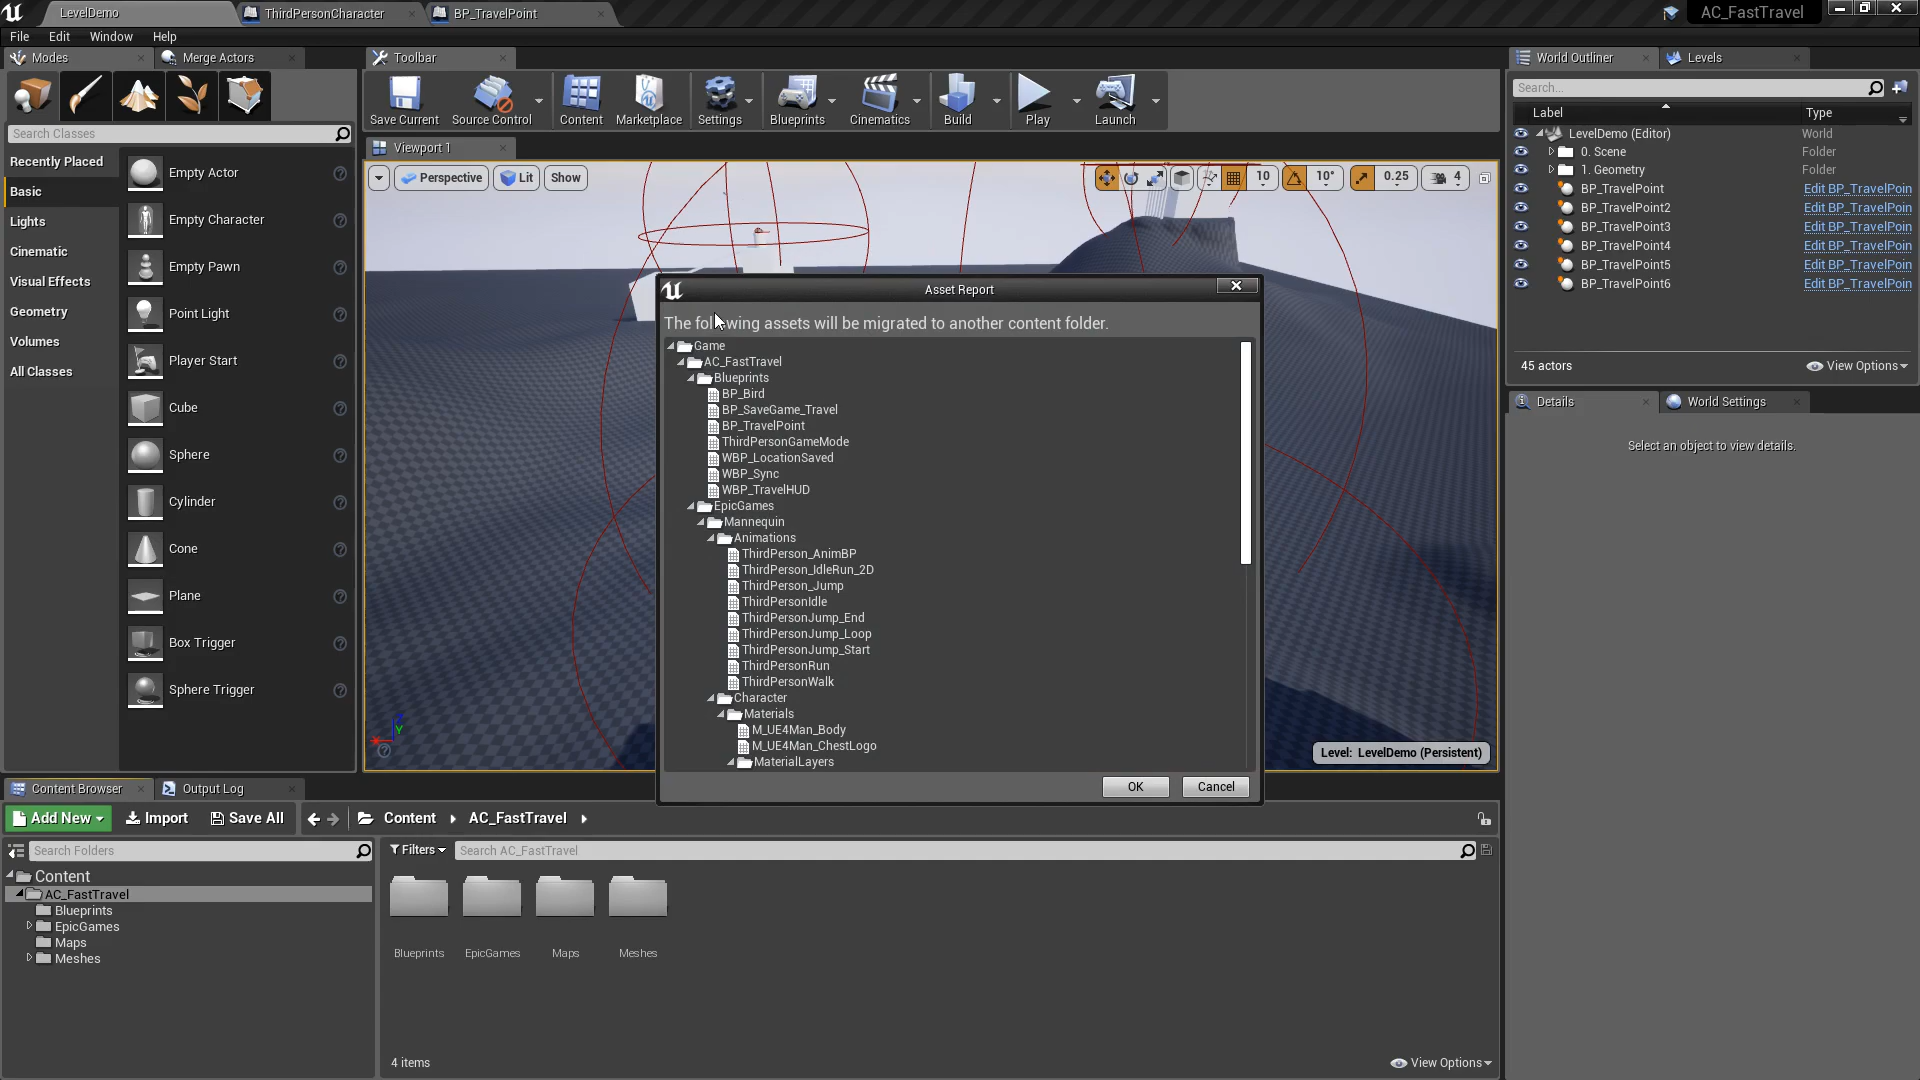 LevelDemo
ThirdPersonCharacter
BP_TravelPoint
AC_FastTravel
File Edit Window Help
Modes
Merge Actors
Toolbar
World Outliner
Levels
Save Current
Source Control
Content
Marketplace
Settings
Blueprints
Cinematics
Build
Play
Launch
Search...
Label
Type
Search Classes
Viewport 1
LevelDemo (Editor) World
0. Scene Folder
1. Geometry Folder
BP_TravelPoint Edit BP_TravelPoin
BP_TravelPoint2 Edit BP_TravelPoin
BP_TravelPoint3 Edit BP_TravelPoin
BP_TravelPoint4 Edit BP_TravelPoin
BP_TravelPoint5 Edit BP_TravelPoin
BP_TravelPoint6 Edit BP_TravelPoin
45 actors
View Options
Details
World Settings
Select an object to view details.
Recently Placed
Basic
Lights
Cinematic
Visual Effects
Geometry
Volumes
All Classes
Empty Actor
Empty Character
Empty Pawn
Point Light
Player Start
Cube
Sphere
Cylinder
Cone
Plane
Box Trigger
Sphere Trigger
Perspective
Lit
Show
10
10°
0.25
4
Asset Report
The following assets will be migrated to another content folder.
Game
AC_FastTravel
Blueprints
BP_Bird
BP_SaveGame_Travel
BP_TravelPoint
ThirdPersonGameMode
WBP_LocationSaved
WBP_Sync
WBP_TravelHUD
EpicGames
Mannequin
Animations
ThirdPerson_AnimBP
ThirdPerson_IdleRun_2D
ThirdPerson_Jump
ThirdPersonIdle
ThirdPersonJump_End
ThirdPersonJump_Loop
ThirdPersonJump_Start
ThirdPersonRun
ThirdPersonWalk
Character
Materials
M_UE4Man_Body
M_UE4Man_ChestLogo
MaterialLayers
OK
Cancel
Y
Level: LevelDemo (Persistent)
Content Browser
Output Log
Add New
Import
Save All
Content
AC_FastTravel
Search Folders
Filters
Search AC_FastTravel
Content
AC_FastTravel
Blueprints
EpicGames
Maps
Meshes
Blueprints
EpicGames
Maps
Meshes
4 items
View Options